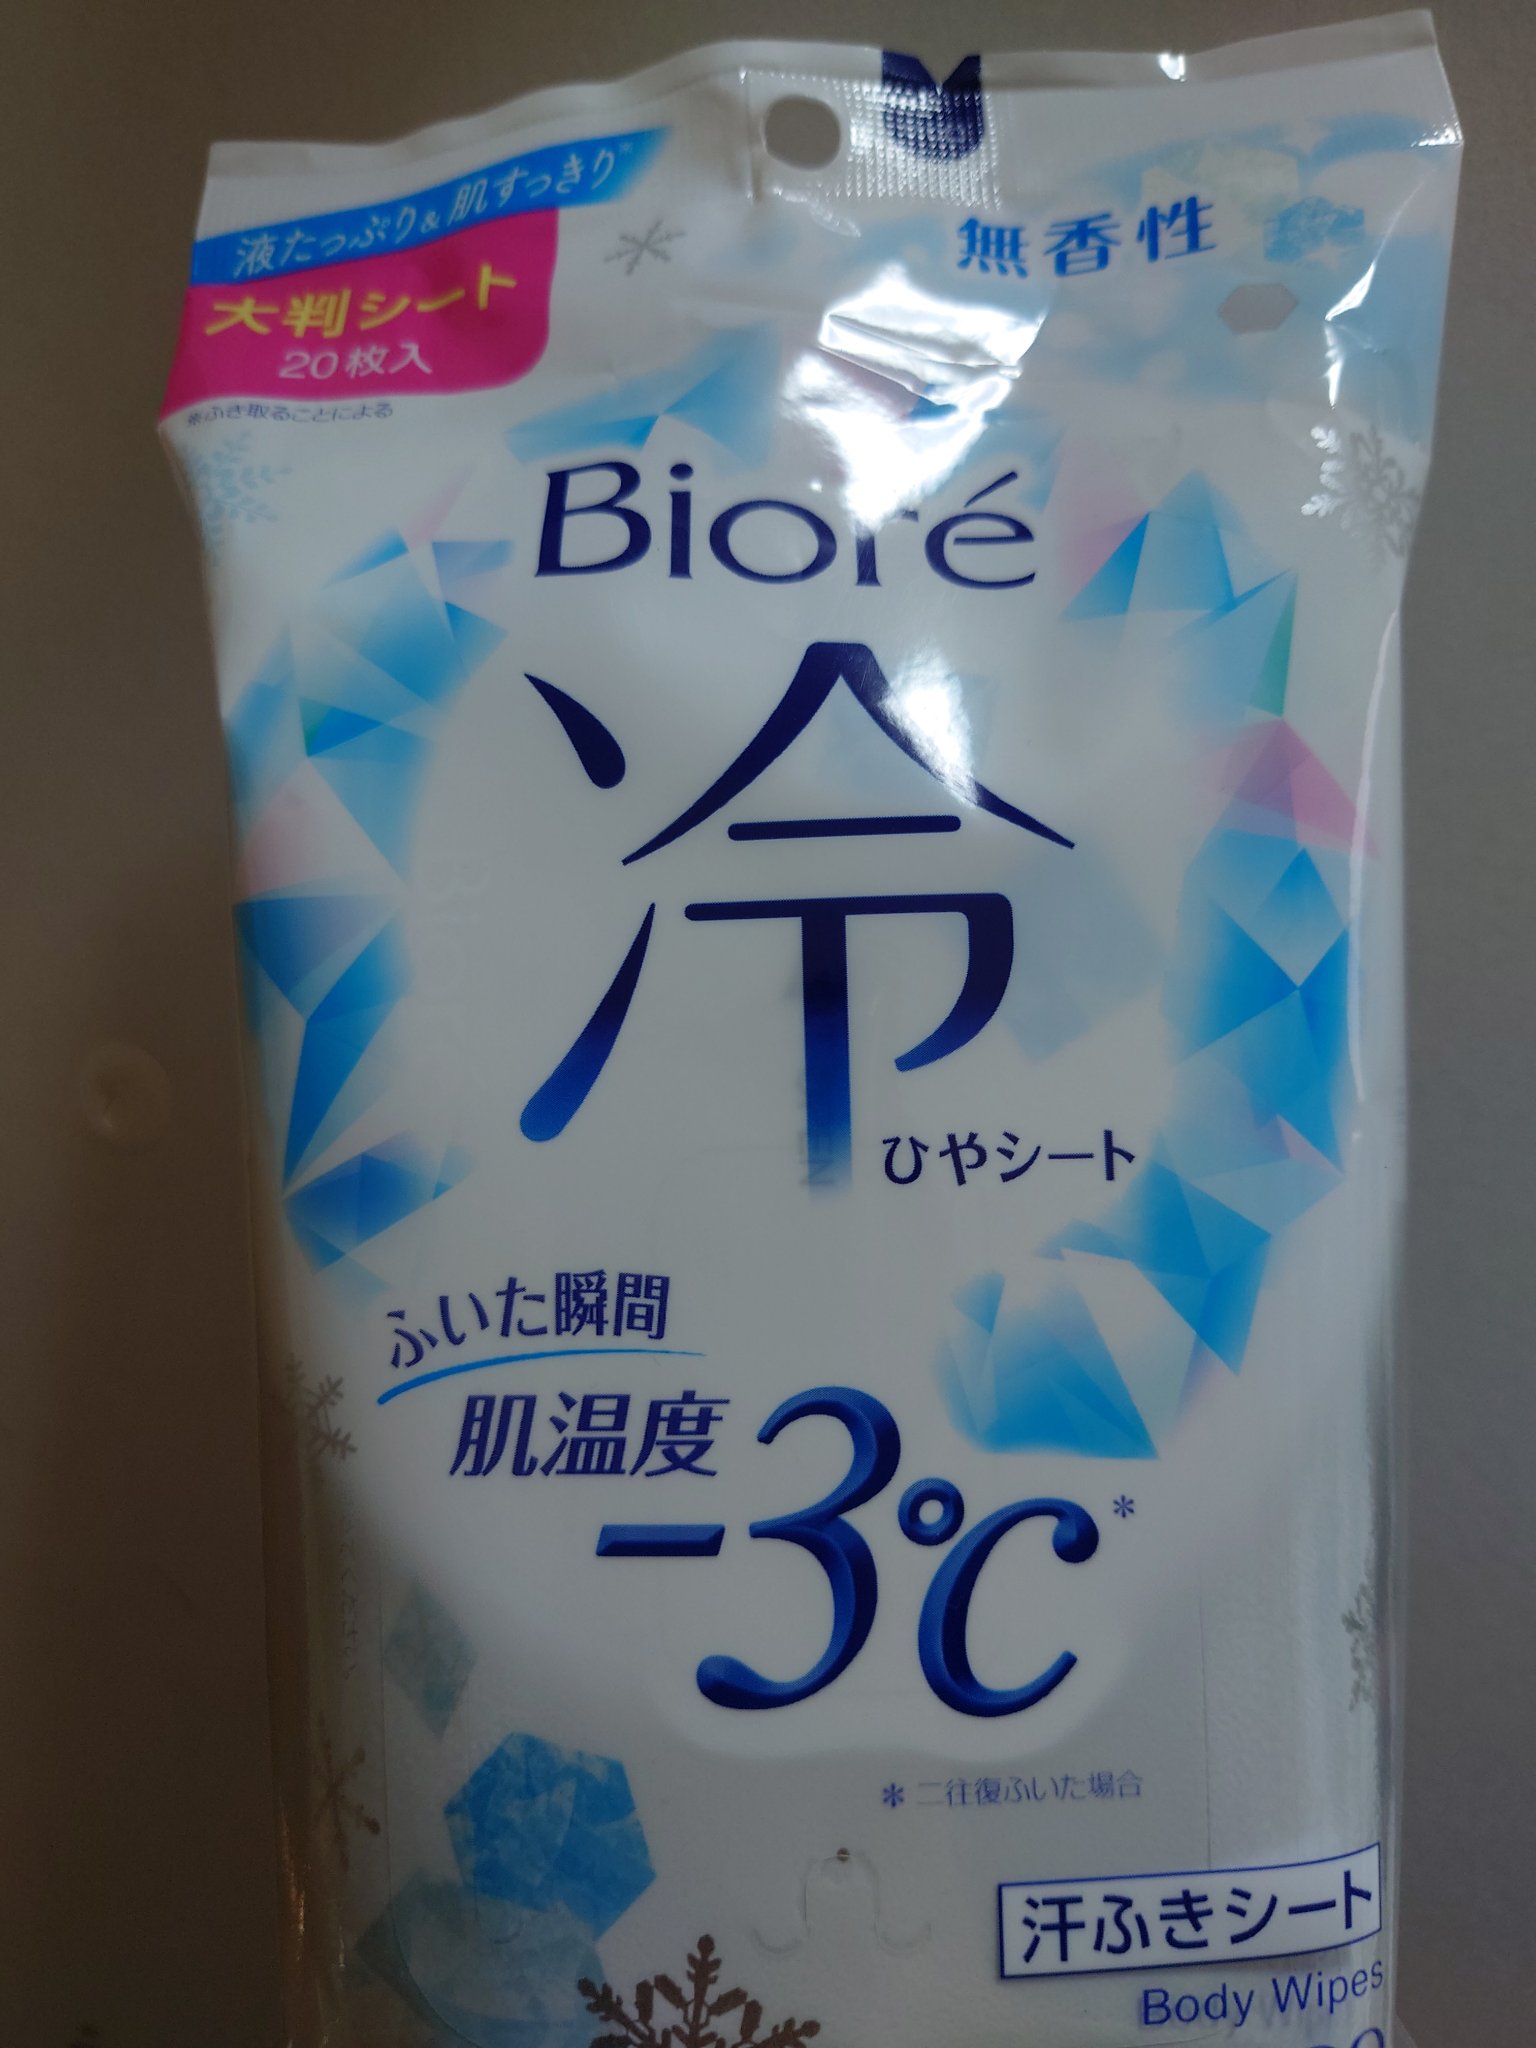 液たっぷり&肌すっきり※
大判シート
20枚入
※ふき取ることによる
無香性
Bioré
冷
ひやシート
ふいた瞬間
肌温度
-3℃*
* 二往復ふいた場合
汗ふきシート
Body Wipes